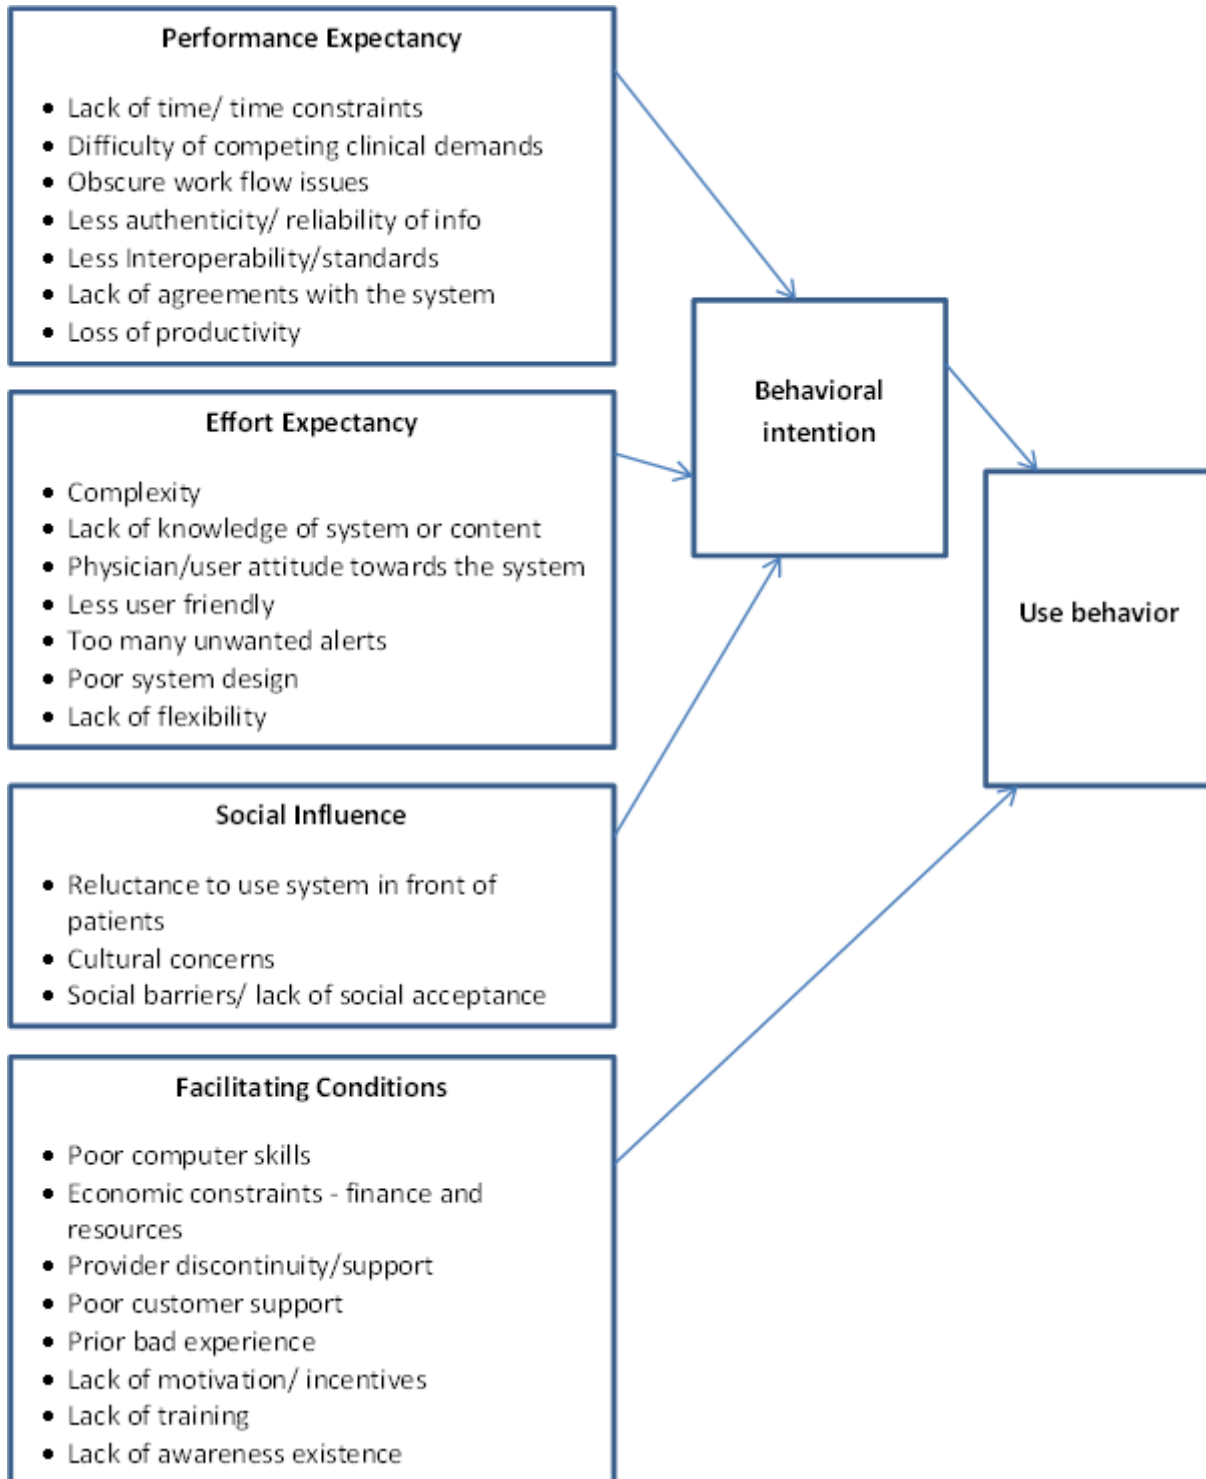 Performance Expectancy
• Lack of time/ time constraints
• Difficulty of competing clinical demands
• Obscure work flow issues
• Less authenticity/ reliability of info
• Less Interoperability/standards
• Lack of agreements with the system
• Loss of productivity
Effort Expectancy
• Complexity
• Lack of knowledge of system or content
• Physician/user attitude towards the system
• Less user friendly
• Too many unwanted alerts
• Poor system design
• Lack of flexibility
Social Influence
• Reluctance to use system in front of
patients
• Cultural concerns
• Social barriers/ lack of social acceptance
Facilitating Conditions
• Poor computer skills
• Economic constraints - finance and
resources
• Provider discontinuity/support
• Poor customer support
• Prior bad experience
• Lack of motivation/ incentives
• Lack of training
• Lack of awareness existence
Behavioral
intention
Use behavior